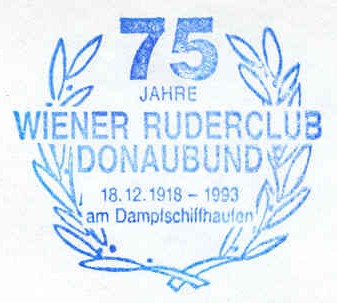 75
JAHRE
WIENER RUDERCLUB
DONAUBUND
18.12.1918 - 1993
am Dampfschiffhaufen